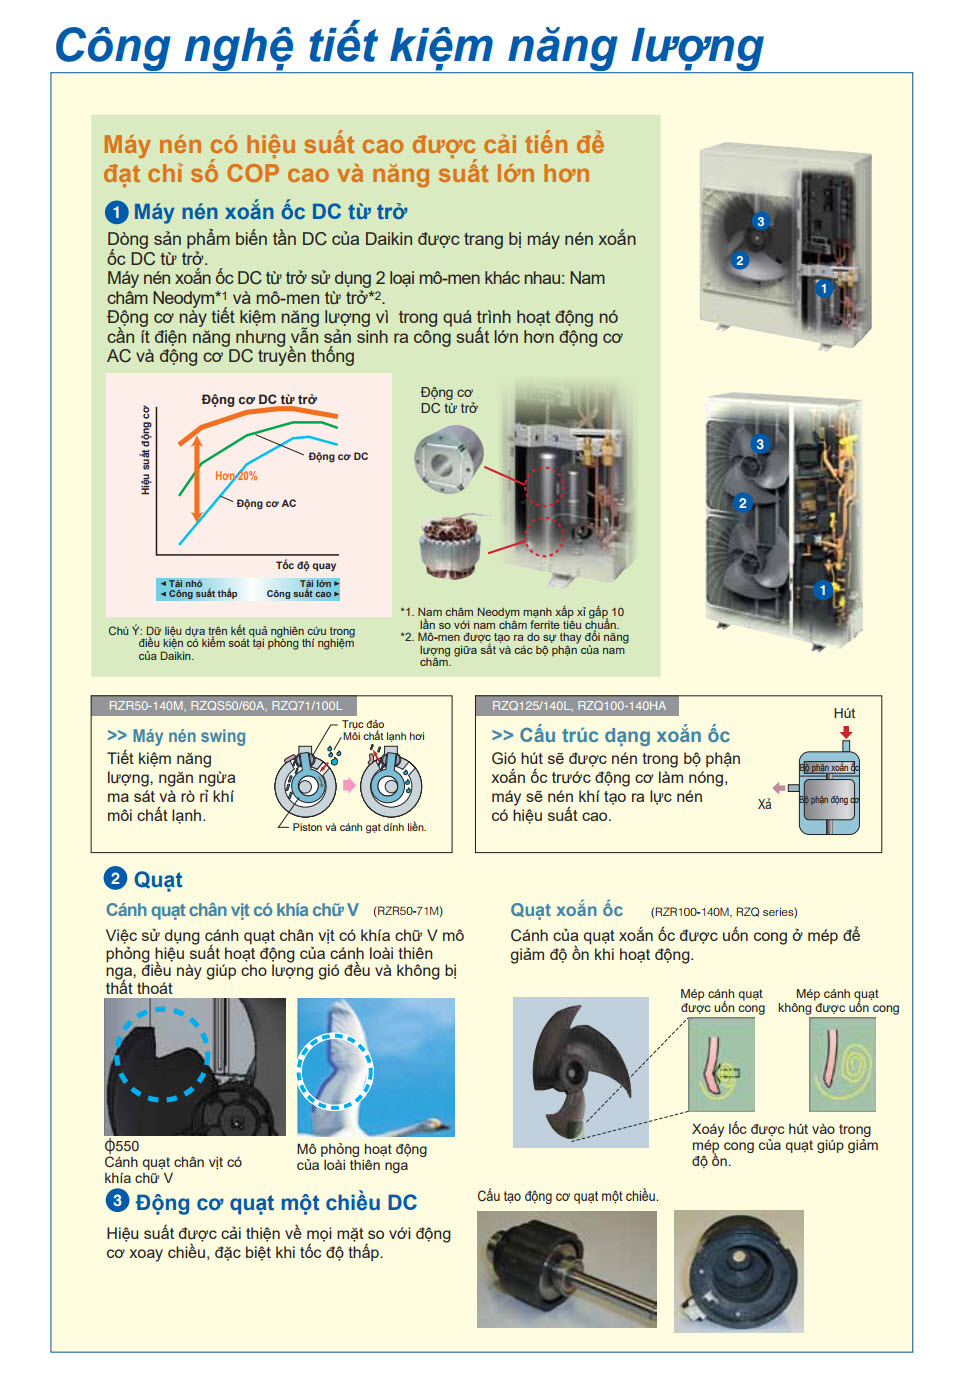 Công nghệ tiết kiệm năng lượng
Máy nén có hiệu suất cao được cải tiến để
đạt chỉ số COP cao và năng suất lớn hơn
1 Máy nén xoắn ốc DC từ trở
Dòng sản phẩm biến tần DC của Daikin được trang bị máy nén xoắn
ốc DC từ trở.
Máy nén xoắn ốc DC từ trở sử dụng 2 loại mô-men khác nhau: Nam
châm Neodym*1 và mô-men từ trở*2.
Động cơ này tiết kiệm năng lượng vì trong quá trình hoạt động nó
cần ít điện năng nhưng vẫn sản sinh ra công suất lớn hơn động cơ
AC và động cơ DC truyền thống
3
2
1
3
2
1
Hiệu suất động cơ
Động cơ DC từ trở
Động cơ DC
Hơn 20%
Động cơ AC
Tốc độ quay
Tải nhỏ
Công suất thấp
Tải lớn
Công suất cao
Chú Ý: Dữ liệu dựa trên kết quả nghiên cứu trong
điều kiện có kiểm soát tại phòng thí nghiệm
của Daikin.
Động cơ
DC từ trở
*1. Nam châm Neodym mạnh xấp xỉ gấp 10
lần so với nam châm ferrite tiêu chuẩn.
*2. Mô-men được tạo ra do sự thay đổi năng
lượng giữa sắt và các bộ phận của nam
châm.
RZR50-140M, RZQS50/60A, RZQ71/100L
>> Máy nén swing
Tiết kiệm năng
lượng, ngăn ngừa
ma sát và rò rỉ khí
môi chất lạnh.
Trục đảo
Môi chất lạnh hơi
Piston và cánh gạt dính liền.
RZQ125/140L, RZQ100-140HA
>> Cấu trúc dạng xoắn ốc
Gió hút sẽ được nén trong bộ phận
xoắn ốc trước động cơ làm nóng,
máy sẽ nén khí tạo ra lực nén
có hiệu suất cao.
Hút
Bộ phận xoắn ốc
Xả
Bộ phận động cơ
2 Quạt
Cánh quạt chân vịt có khía chữ V (RZR50-71M)
Việc sử dụng cánh quạt chân vịt có khía chữ V mô
phỏng hiệu suất hoạt động của cánh loài thiên
nga, điều này giúp cho lượng gió đều và không bị
thất thoát
ϕ550
Cánh quạt chân vịt có
khía chữ V
Mô phỏng hoạt động
của loài thiên nga
Quạt xoắn ốc (RZR100-140M, RZQ series)
Cánh của quạt xoắn ốc được uốn cong ở mép để
giảm độ ồn khi hoạt động.
Mép cánh quạt
được uốn cong
Mép cánh quạt
không được uốn cong
Xoáy lốc được hút vào trong
mép cong của quạt giúp giảm
độ ồn.
3 Động cơ quạt một chiều DC
Hiệu suất được cải thiện về mọi mặt so với động
cơ xoay chiều, đặc biệt khi tốc độ thấp.
Cấu tạo động cơ quạt một chiều.